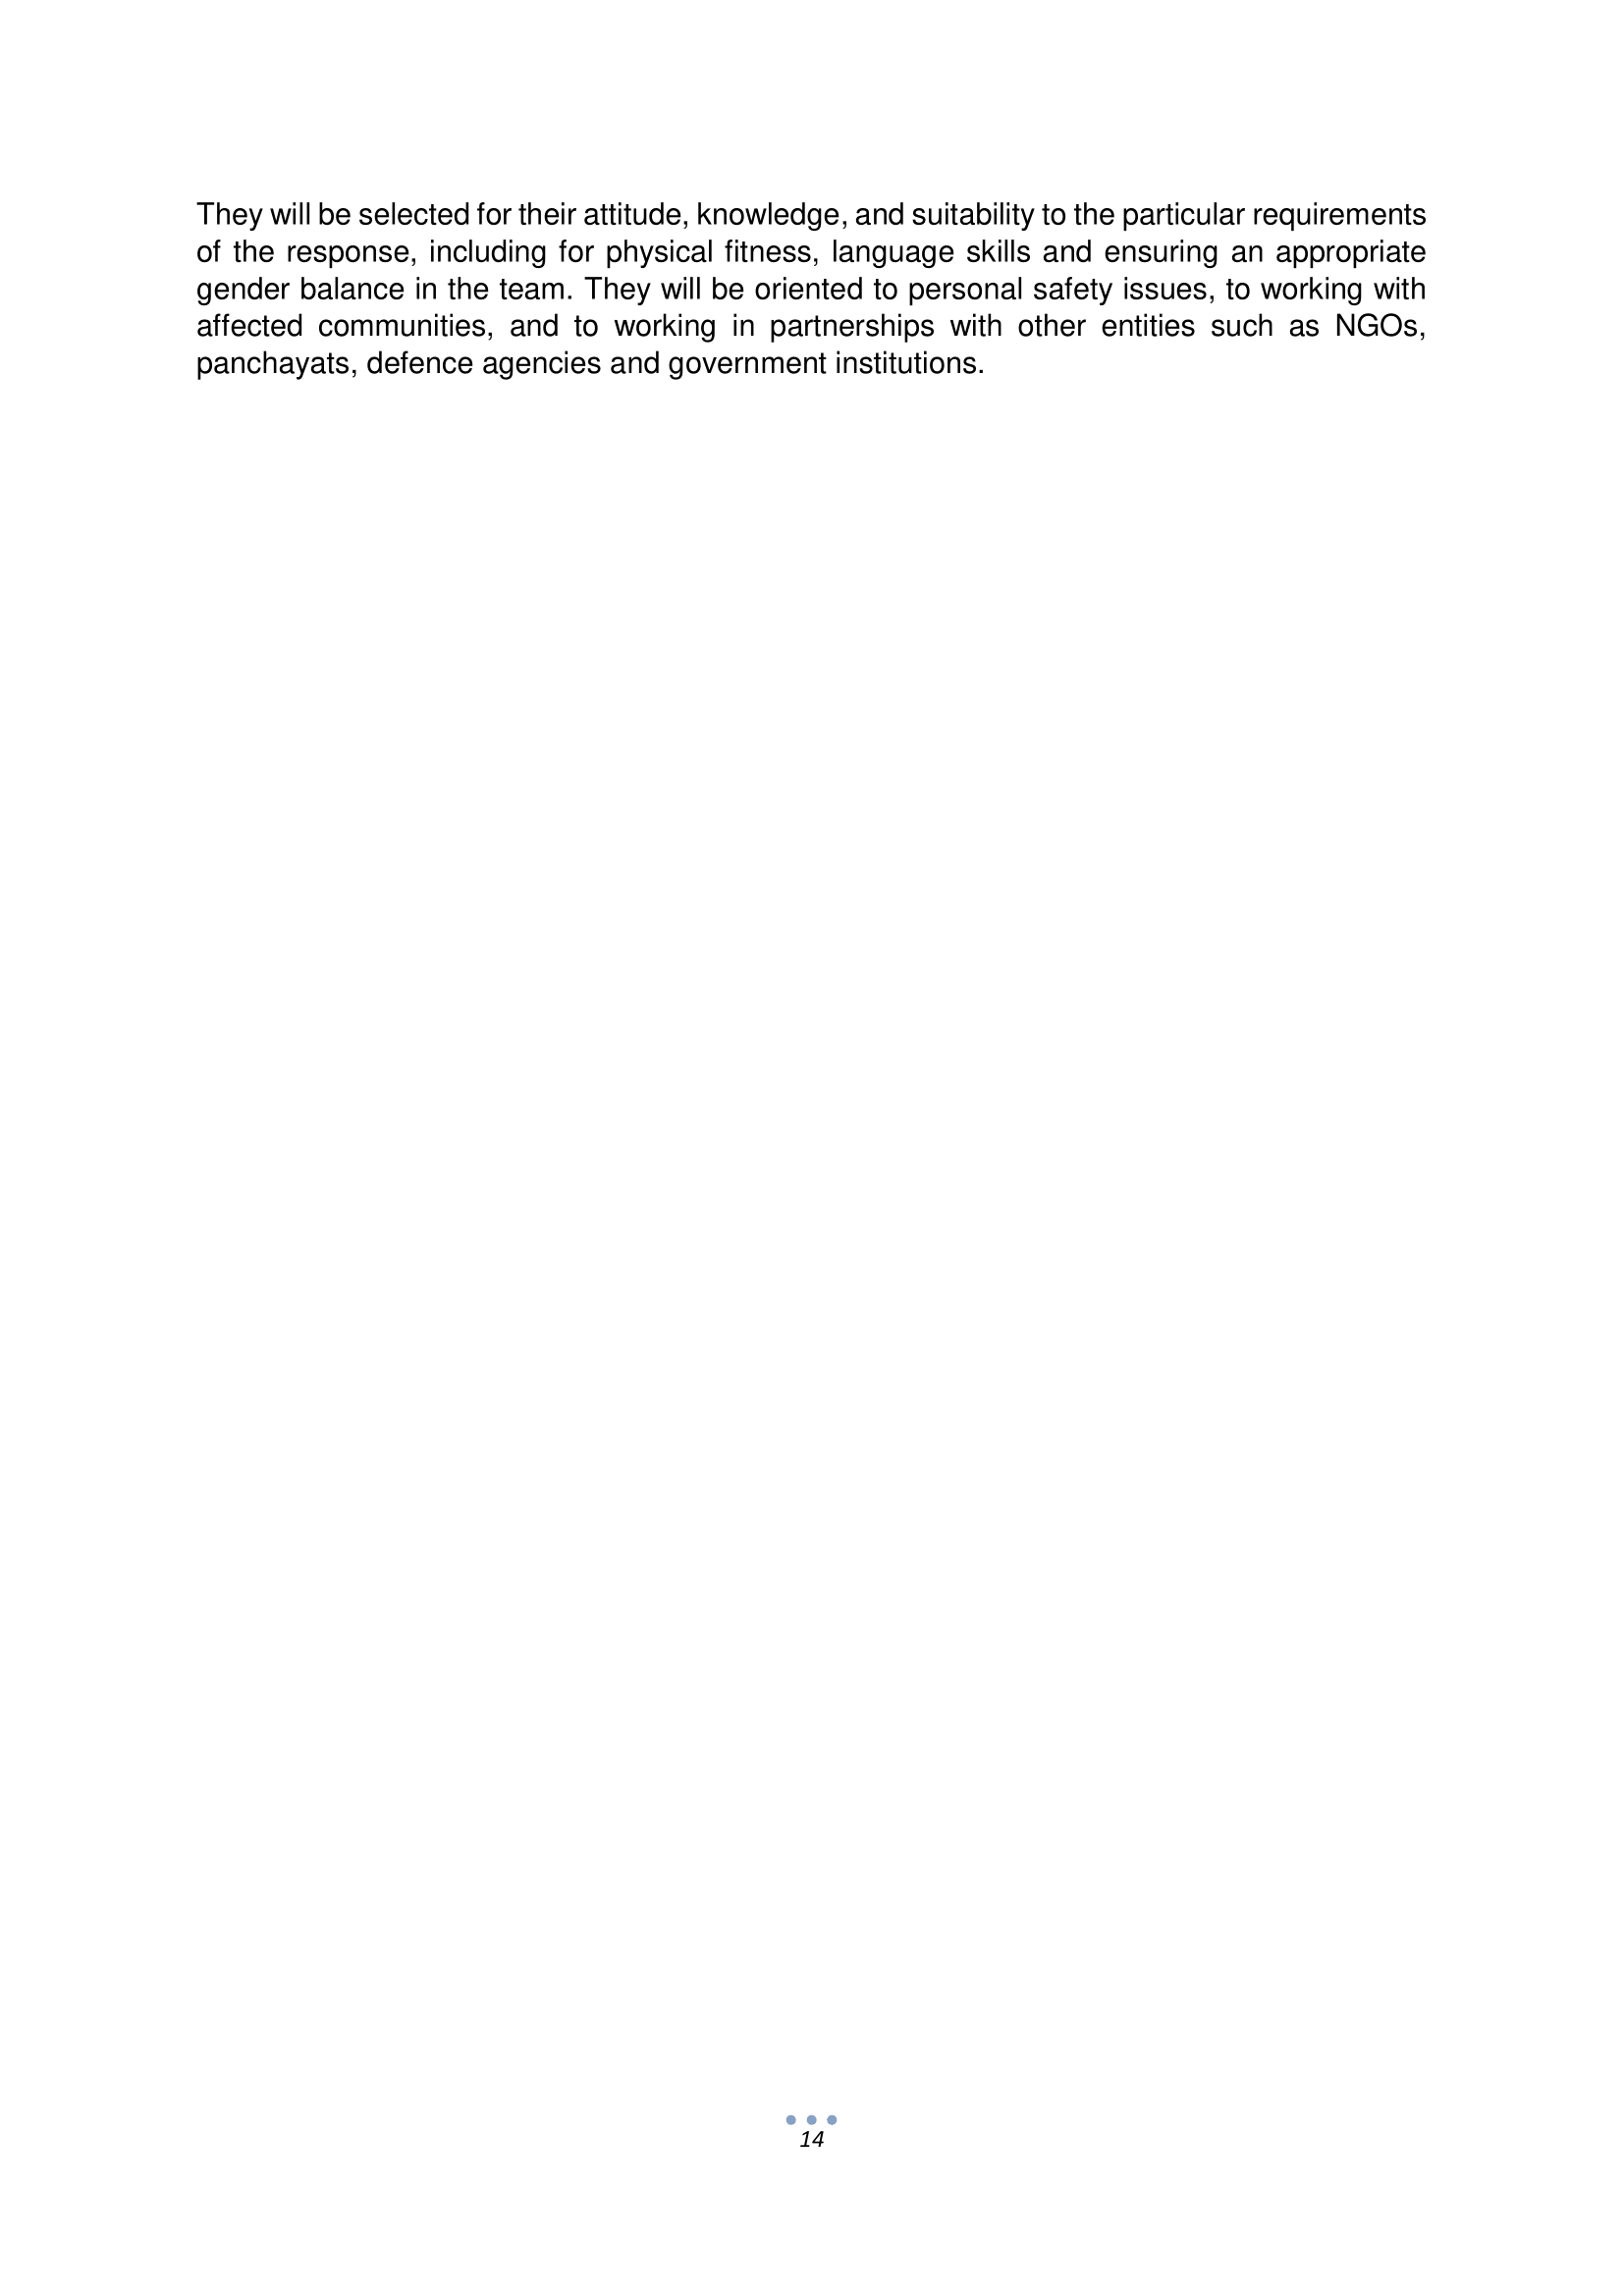 They will be selected for their attitude, knowledge, and suitability to the particular requirements
of the response, including for physical fitness, language skills and ensuring an appropriate
gender balance in the team. They will be oriented to personal safety issues, to working with
affected communities, and to working in partnerships with other entities such as NGOs,
panchayats, defence agencies and government institutions.
14